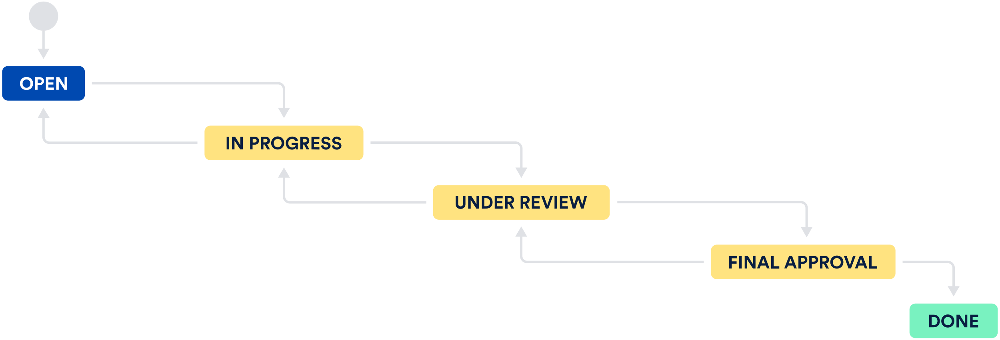 OPEN
IN PROGRESS
UNDER REVIEW
FINAL APPROVAL
DONE